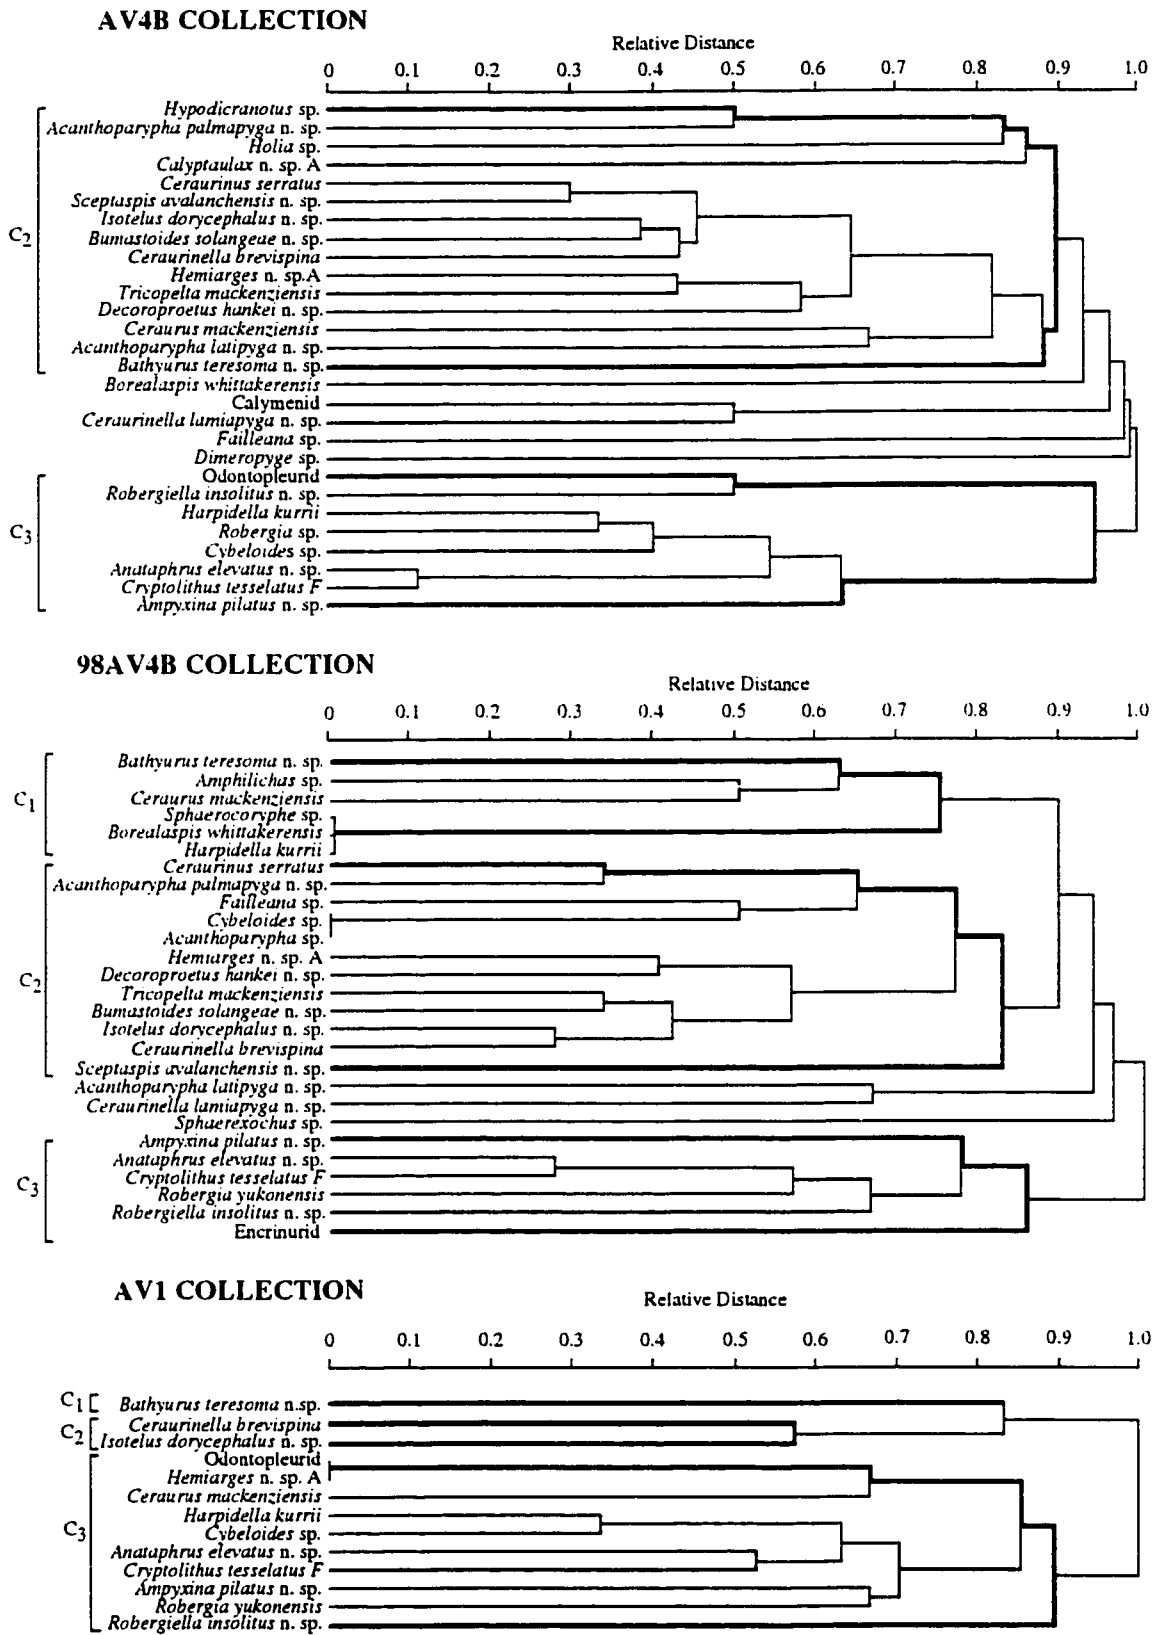 AV4B COLLECTION
Relative Distance
0 0.1 0.2 0.3 0.4 0.5 0.6 0.7 0.8 0.9 1.0
Hypodicranotus sp.
Acanthoparypha palmapyga n. sp.
Holia sp.
Calyptaulax n. sp. A
Ceraurinus serratus
Sceptaspis avalanchensis n. sp.
Isotelus dorycephalus n. sp.
C2
Bumastoides solangeae n. sp.
Ceraurinella brevispina
Hemiarges n. sp.A
Tricopelta mackenziensis
Decoroproetus hankei n. sp.
Ceraurus mackenziensis
Acanthoparypha latipyga n. sp.
Bathyurus teresoma n. sp.
Borealaspis whittakerensis
Calymenid
Ceraurinella lamiapyga n. sp.
Failleana sp.
Dimeropyge sp.
Odontopleurid
Robergiella insolitus n. sp.
Harpidella kurrii
C3
Robergia sp.
Cybeloides sp.
Anataphrus elevatus n. sp.
Cryptolithus tesselatus F
Ampyxina pilatus n. sp.
98AV4B COLLECTION
Relative Distance
0 0.1 0.2 0.3 0.4 0.5 0.6 0.7 0.8 0.9 1.0
Bathyurus teresoma n. sp.
Amphilichas sp.
C1
Ceraurus mackenziensis
Sphaerocoryphe sp.
Borealaspis whittakerensis
Harpidella kurrii
Ceraurinus serratus
Acanthoparypha palmapyga n. sp.
Failleana sp.
Cybeloides sp.
Acanthoparypha sp.
Hemiarges n. sp. A
C2
Decoroproetus hankei n. sp.
Tricopelta mackenziensis
Bumastoides solangeae n. sp.
Isotelus dorycephalus n. sp.
Ceraurinella brevispina
Sceptaspis avalanchensis n. sp.
Acanthoparypha latipyga n. sp.
Ceraurinella lamiapyga n. sp.
Sphaerexochus sp.
Ampyxina pilatus n. sp.
Anataphrus elevatus n. sp.
C3
Cryptolithus tesselatus F
Robergia yukonensis
Robergiella insolitus n. sp.
Encrinurid
AV1 COLLECTION
Relative Distance
0 0.1 0.2 0.3 0.4 0.5 0.6 0.7 0.8 0.9 1.0
C1 Bathyurus teresoma n.sp.
C2 Ceraurinella brevispina
Isotelus dorycephalus n. sp.
Odontopleurid
Hemiarges n. sp. A
Ceraurus mackenziensis
Harpidella kurrii
C3
Cybeloides sp.
Anataphrus elevatus n. sp.
Cryptolithus tesselatus F
Ampyxina pilatus n. sp.
Robergia yukonensis
Robergiella insolitus n. sp.